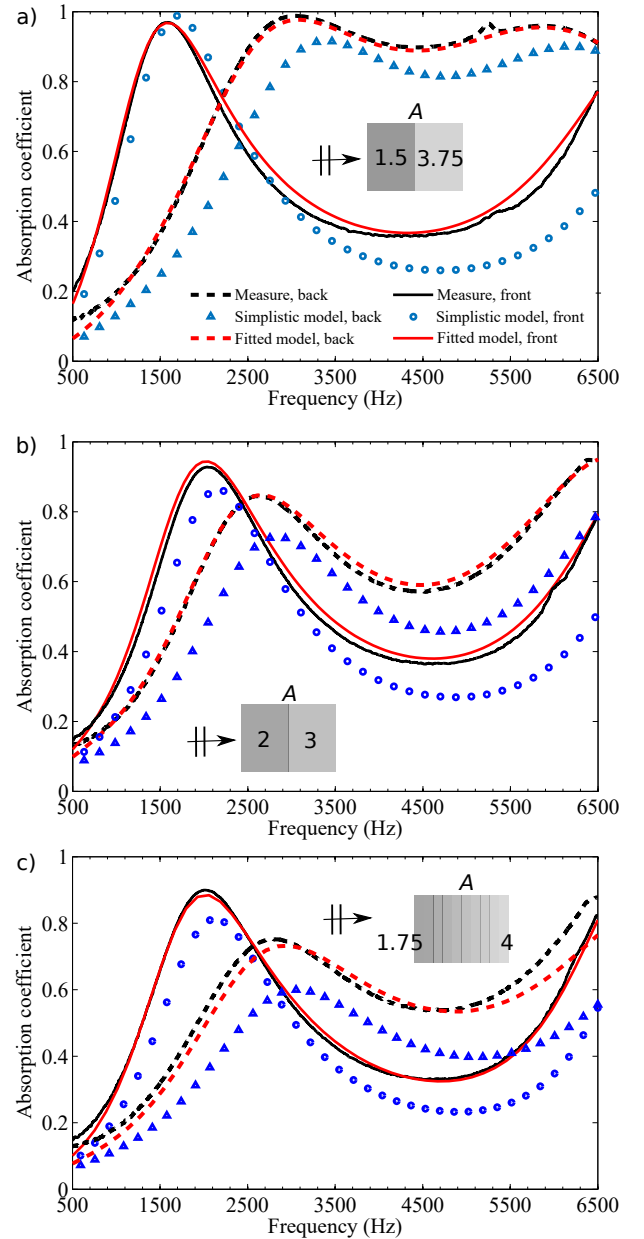 a)
1
0.8
0.6
0.4
0.2
0
Absorption coefficient
A
1.5 3.75
Measure, back Measure, front
Simplistic model, back Simplistic model, front
Fitted model, back Fitted model, front
500 1500 2500 3500 4500 5500 6500
Frequency (Hz)
b)
1
0.8
0.6
0.4
0.2
0
Absorption coefficient
A
2 3
500 1500 2500 3500 4500 5500 6500
Frequency (Hz)
c)
1
0.8
0.6
0.4
0.2
0
Absorption coefficient
A
1.75 4
500 1500 2500 3500 4500 5500 6500
Frequency (Hz)